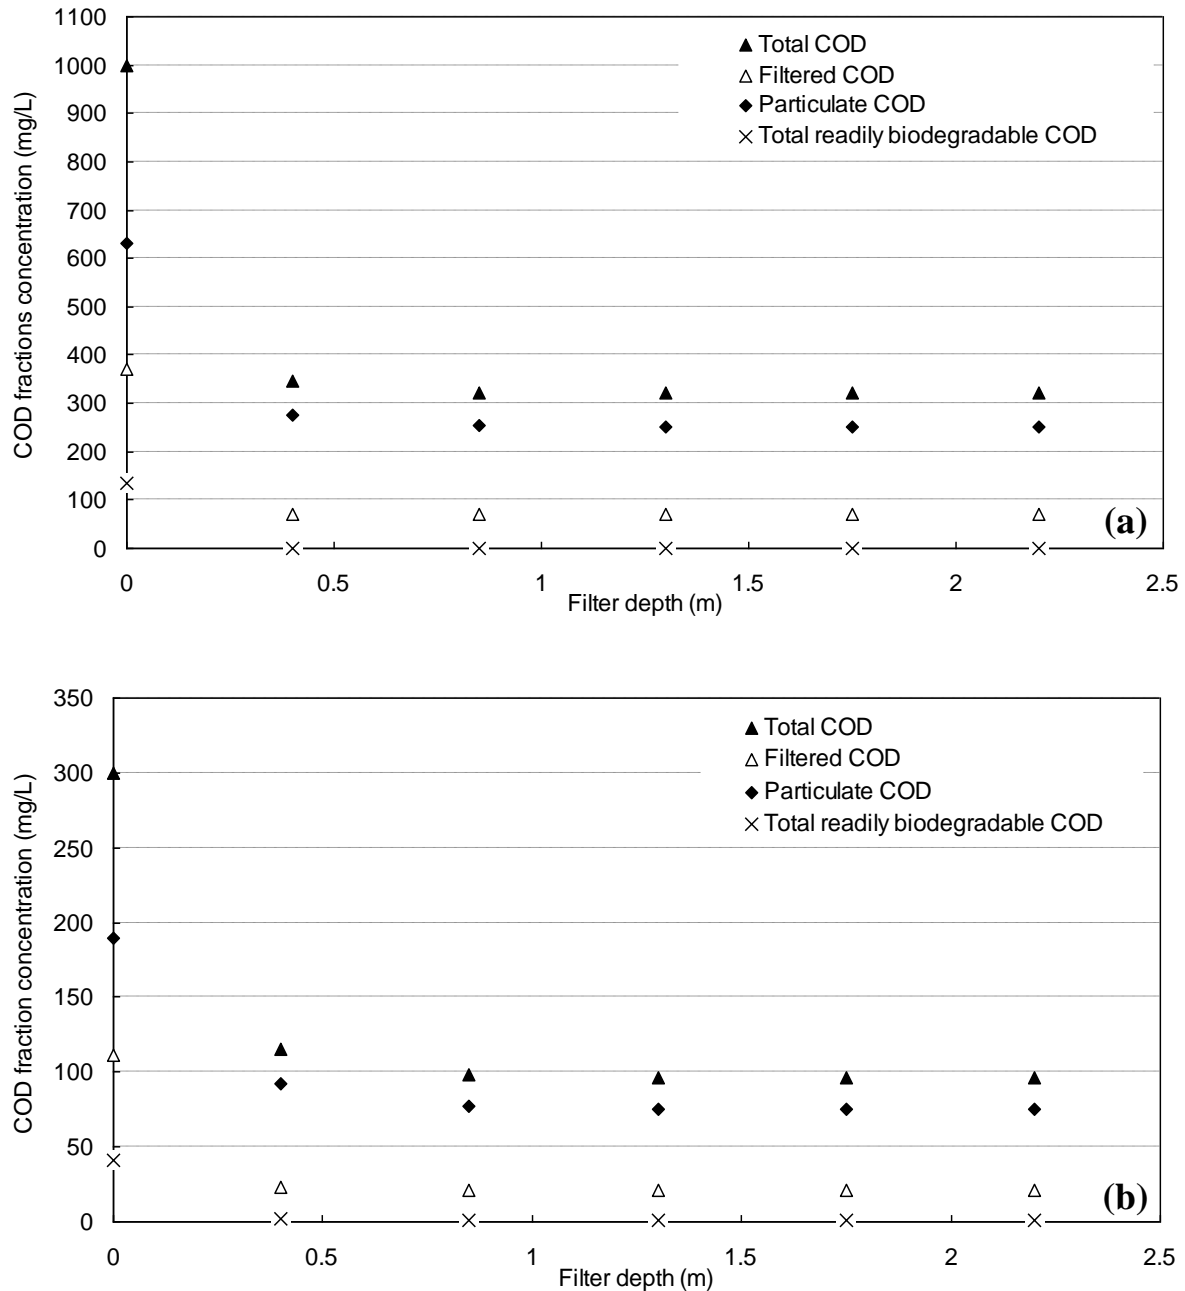 1100
1000
900
800
700
600
500
400
300
200
100
0
COD fractions concentration (mg/L)
Total COD
Filtered COD
Particulate COD
Total readily biodegradable COD
(a)
0 0.5 1 1.5 2 2.5
Filter depth (m)
350
300
250
200
150
100
50
0
COD fraction concentration (mg/L)
Total COD
Filtered COD
Particulate COD
Total readily biodegradable COD
(b)
0 0.5 1 1.5 2 2.5
Filter depth (m)